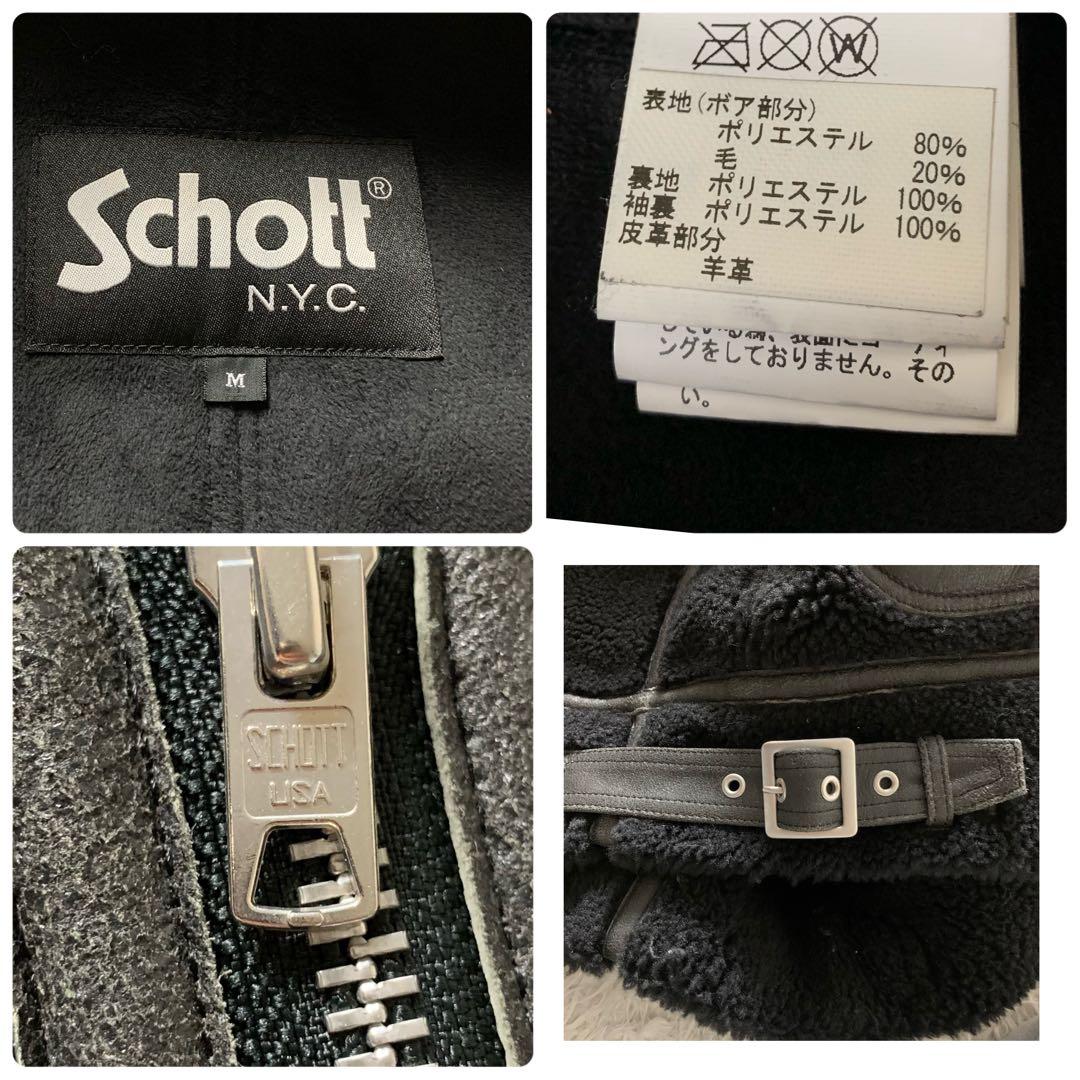 Schott®
N.Y.C.
M
W
表地(ボア部分)
ポリエステル 80%
毛 20%
裏地 ポリエステル 100%
袖裏 ポリエステル 100%
皮革部分
羊革
ングをしておりません。その
い。
SCHOTT
USA